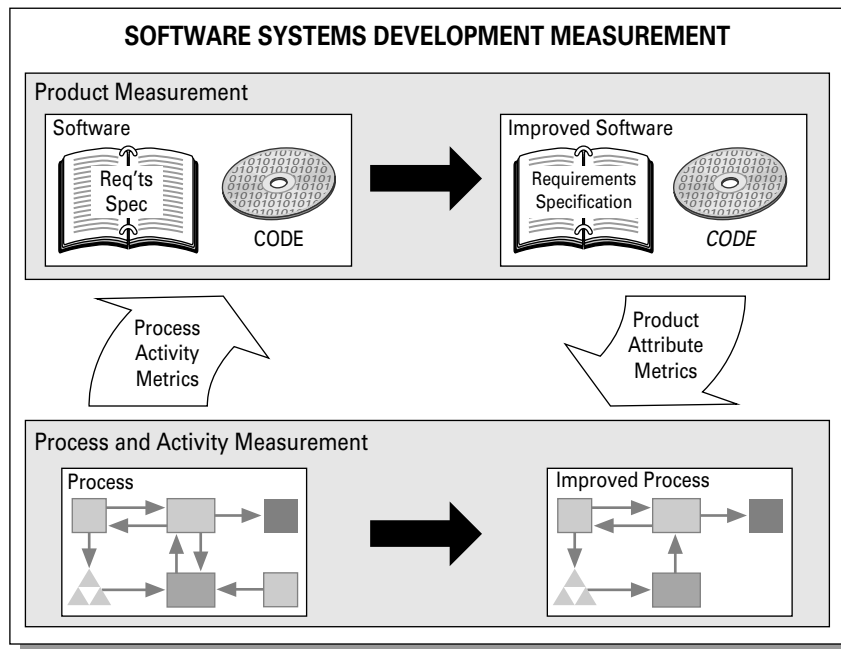 SOFTWARE SYSTEMS DEVELOPMENT MEASUREMENT
Product Measurement
Software
Req'ts
Spec
CODE
Improved Software
Requirements
Specification
CODE
Process
Activity
Metrics
Product
Attribute
Metrics
Process and Activity Measurement
Process
Improved Process